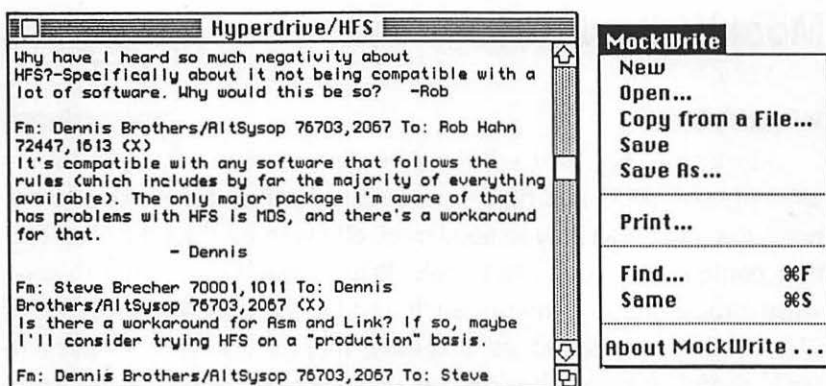 Hyperdrive/HFS
Why have I heard so much negativity about
HFS?-Specifically about it not being compatible with a
lot of software. Why would this be so? -Rob
Fm: Dennis Brothers/AltSysop 76703,2067 To: Rob Hahn
72447,1613 (X)
It's compatible with any software that follows the
rules (which includes by far the majority of everything
available). The only major package I'm aware of that
has problems with HFS is MDS, and there's a workaround
for that.
- Dennis
Fm: Steve Brecher 70001,1011 To: Dennis
Brothers/AltSysop 76703,2067 (X)
Is there a workaround for Asm and Link? If so, maybe
I'll consider trying HFS on a "production" basis.
Fm: Dennis Brothers/AltSysop 76703,2067 To: Steve
MockWrite
New
Open...
Copy from a File...
Save
Save As...
Print...
Find... ⌘F
Same ⌘S
About MockWrite ...